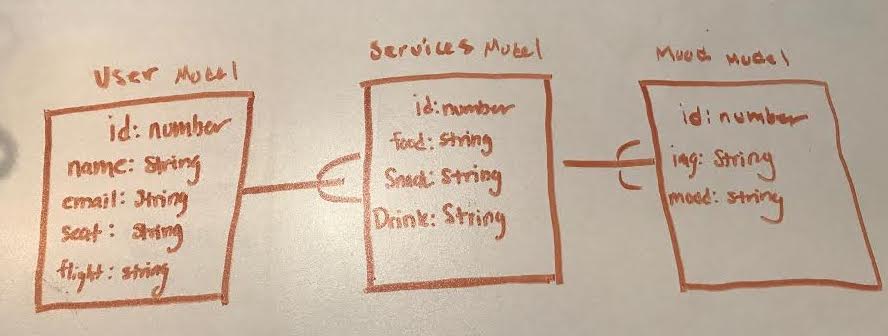 User Model
id: number
name: String
email: String
seat: String
flight: string
Services Model
id: number
food: string
Snack: String
Drink: String
Mood Model
id: number
img: String
mood: string